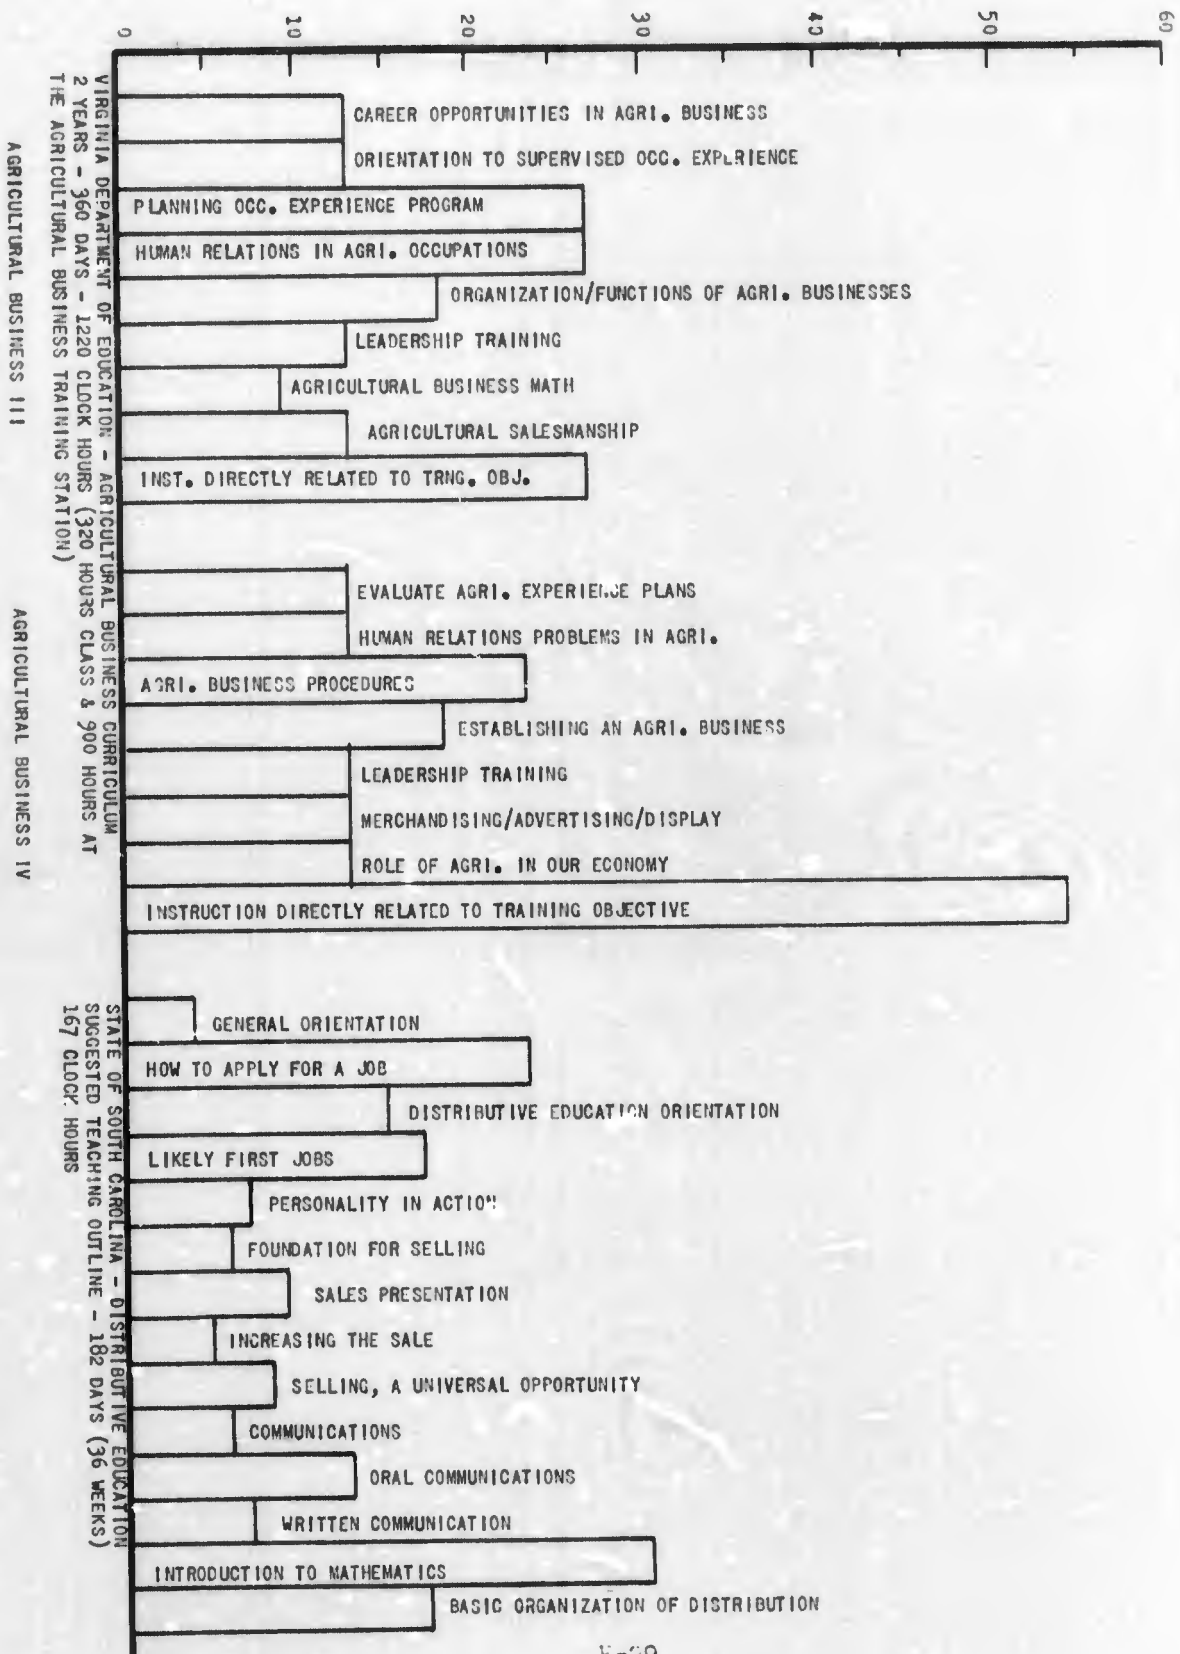 0 10 20 30 40 50 60
CAREER OPPORTUNITIES IN AGRI. BUSINESS
ORIENTATION TO SUPERVISED OCC. EXPERIENCE
PLANNING OCC. EXPERIENCE PROGRAM
HUMAN RELATIONS IN AGRI. OCCUPATIONS
ORGANIZATION/FUNCTIONS OF AGRI. BUSINESSES
LEADERSHIP TRAINING
AGRICULTURAL BUSINESS MATH
AGRICULTURAL SALESMANSHIP
INST. DIRECTLY RELATED TO TRNG. OBJ.
EVALUATE AGRI. EXPERIENCE PLANS
HUMAN RELATIONS PROBLEMS IN AGRI.
AGRI. BUSINESS PROCEDURES
ESTABLISHING AN AGRI. BUSINESS
LEADERSHIP TRAINING
MERCHANDISING/ADVERTISING/DISPLAY
ROLE OF AGRI. IN OUR ECONOMY
INSTRUCTION DIRECTLY RELATED TO TRAINING OBJECTIVE
GENERAL ORIENTATION
HOW TO APPLY FOR A JOB
DISTRIBUTIVE EDUCATION ORIENTATION
LIKELY FIRST JOBS
PERSONALITY IN ACTION
FOUNDATION FOR SELLING
SALES PRESENTATION
INCREASING THE SALE
SELLING, A UNIVERSAL OPPORTUNITY
COMMUNICATIONS
ORAL COMMUNICATIONS
WRITTEN COMMUNICATION
INTRODUCTION TO MATHEMATICS
BASIC ORGANIZATION OF DISTRIBUTION
VIRGINIA DEPARTMENT OF EDUCATION - AGRICULTURAL BUSINESS CURRICULUM
2 YEARS - 360 DAYS - 1220 CLOCK HOURS (320 HOURS CLASS & 900 HOURS AT
THE AGRICULTURAL BUSINESS TRAINING STATION)
AGRICULTURAL BUSINESS III
AGRICULTURAL BUSINESS IV
STATE OF SOUTH CAROLINA - DISTRIBUTIVE EDUCATION
SUGGESTED TEACHING OUTLINE - 182 DAYS (36 WEEKS)
167 CLOCK HOURS